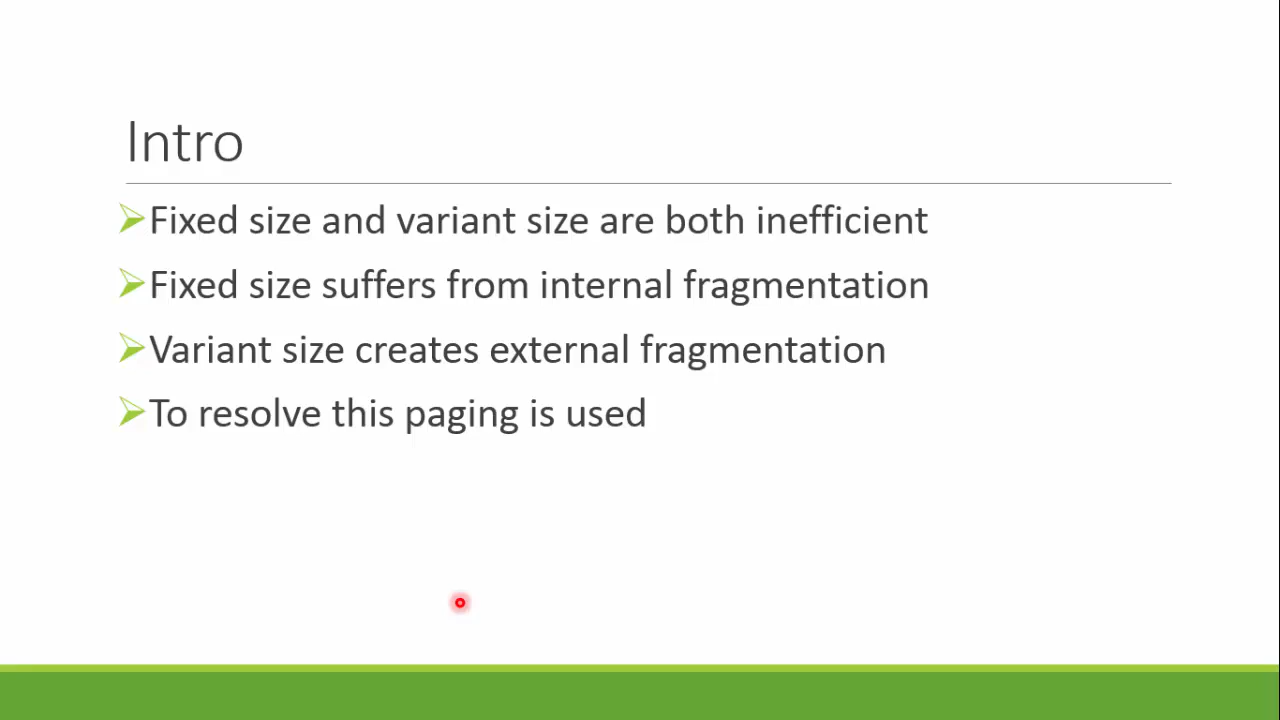 Intro
Fixed size and variant size are both inefficient
Fixed size suffers from internal fragmentation
Variant size creates external fragmentation
To resolve this paging is used